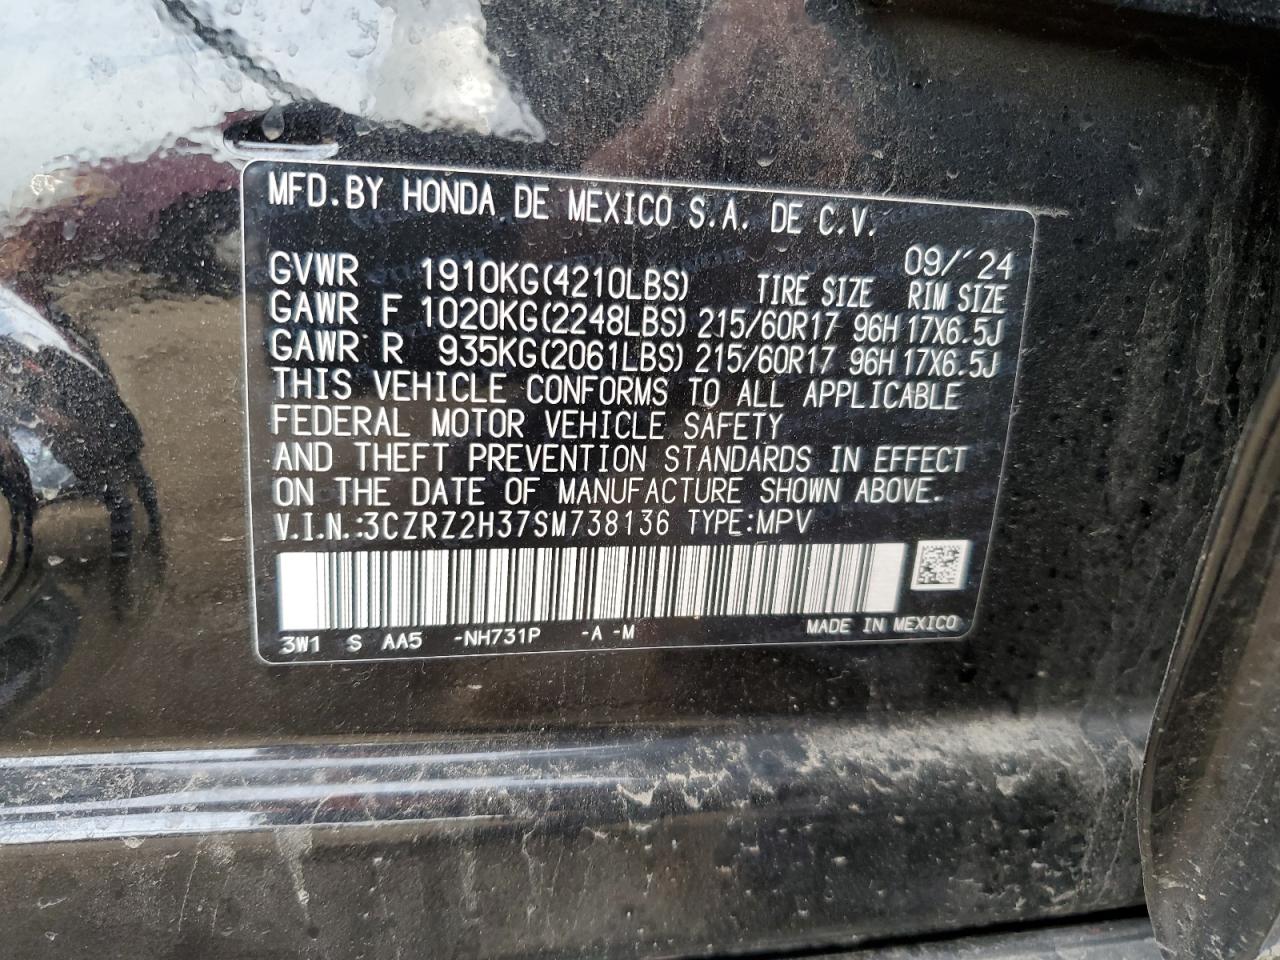 MFD.BY HONDA DE MEXICO S.A. DE C.V.
09/'24
GVWR 1910KG(4210LBS) TIRE SIZE RIM SIZE
GAWR F 1020KG(2248LBS) 215/60R17 96H 17X6.5J
GAWR R 935KG(2061LBS) 215/60R17 96H 17X6.5J
THIS VEHICLE CONFORMS TO ALL APPLICABLE
FEDERAL MOTOR VEHICLE SAFETY
AND THEFT PREVENTION STANDARDS IN EFFECT
ON THE DATE OF MANUFACTURE SHOWN ABOVE.
V.I.N.:3CZRZ2H37SM738136 TYPE:MPV
3W1 S AA5 -NH731P -A -M MADE IN MEXICO